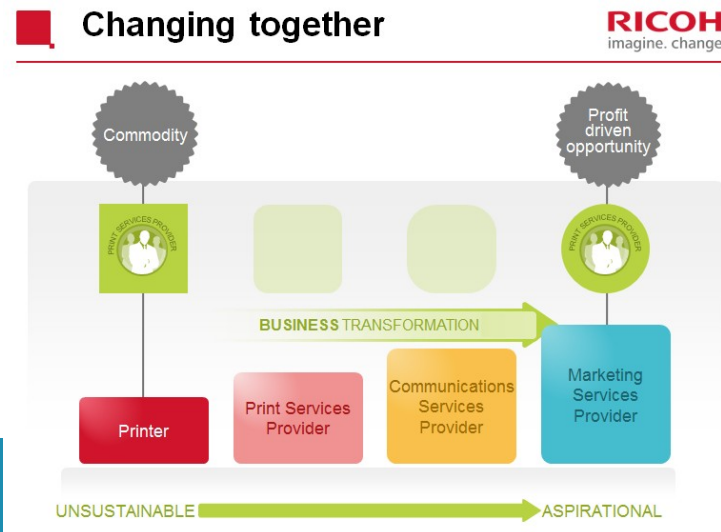 Changing together
RICOH
imagine. change
Commodity
Profit
driven
opportunity
PRINT SERVICES PROVIDER
PRINT SERVICES PROVIDER
BUSINESS TRANSFORMATION
Printer
Print Services
Provider
Communications
Services
Provider
Marketing
Services
Provider
UNSUSTAINABLE
ASPIRATIONAL